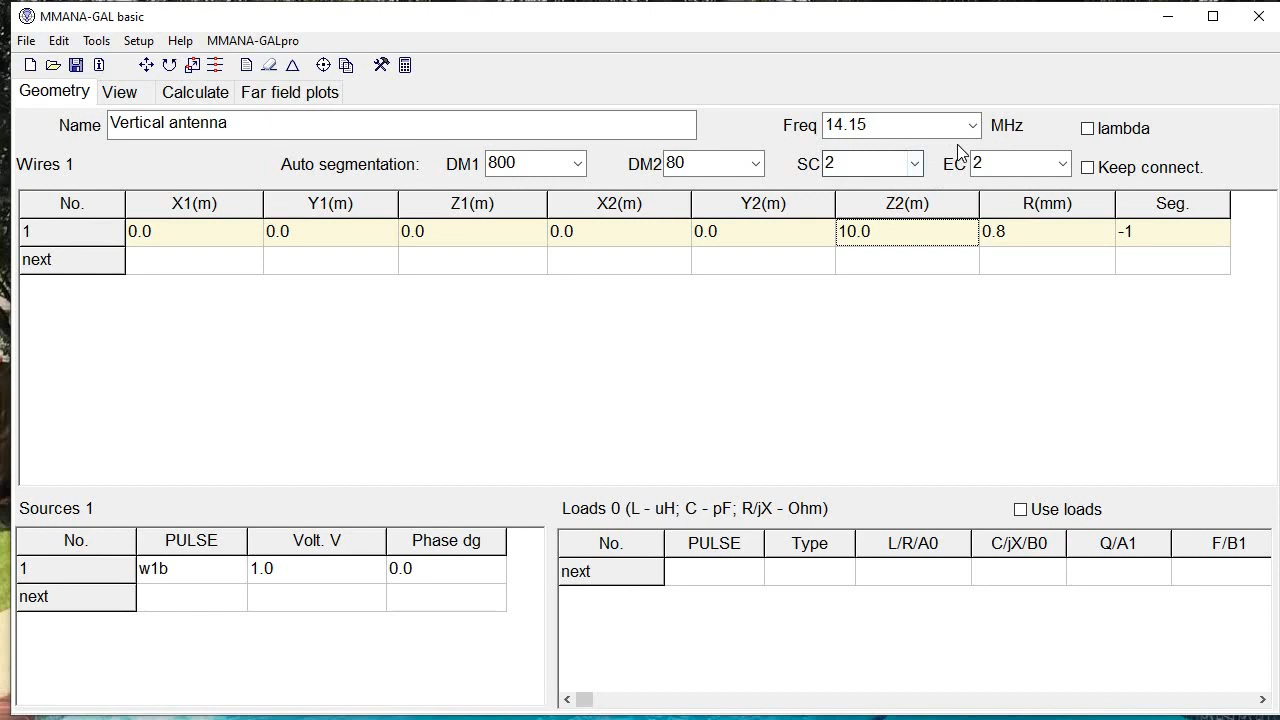 MMANA-GAL basic
File Edit Tools Setup Help MMANA-GALpro
Geometry View Calculate Far field plots
Name Vertical antenna Freq 14.15 MHz lambda
Wires 1 Auto segmentation: DM1 800 DM2 80 SC 2 EC 2 Keep connect.
No. X1(m) Y1(m) Z1(m) X2(m) Y2(m) Z2(m) R(mm) Seg.
1 0.0 0.0 0.0 0.0 0.0 10.0 0.8 -1
next
Sources 1
No. PULSE Volt. V Phase dg
1 w1b 1.0 0.0
next
Loads 0 (L - uH; C - pF; R/jX - Ohm) Use loads
No. PULSE Type L/R/A0 C/jX/B0 Q/A1 F/B1
next